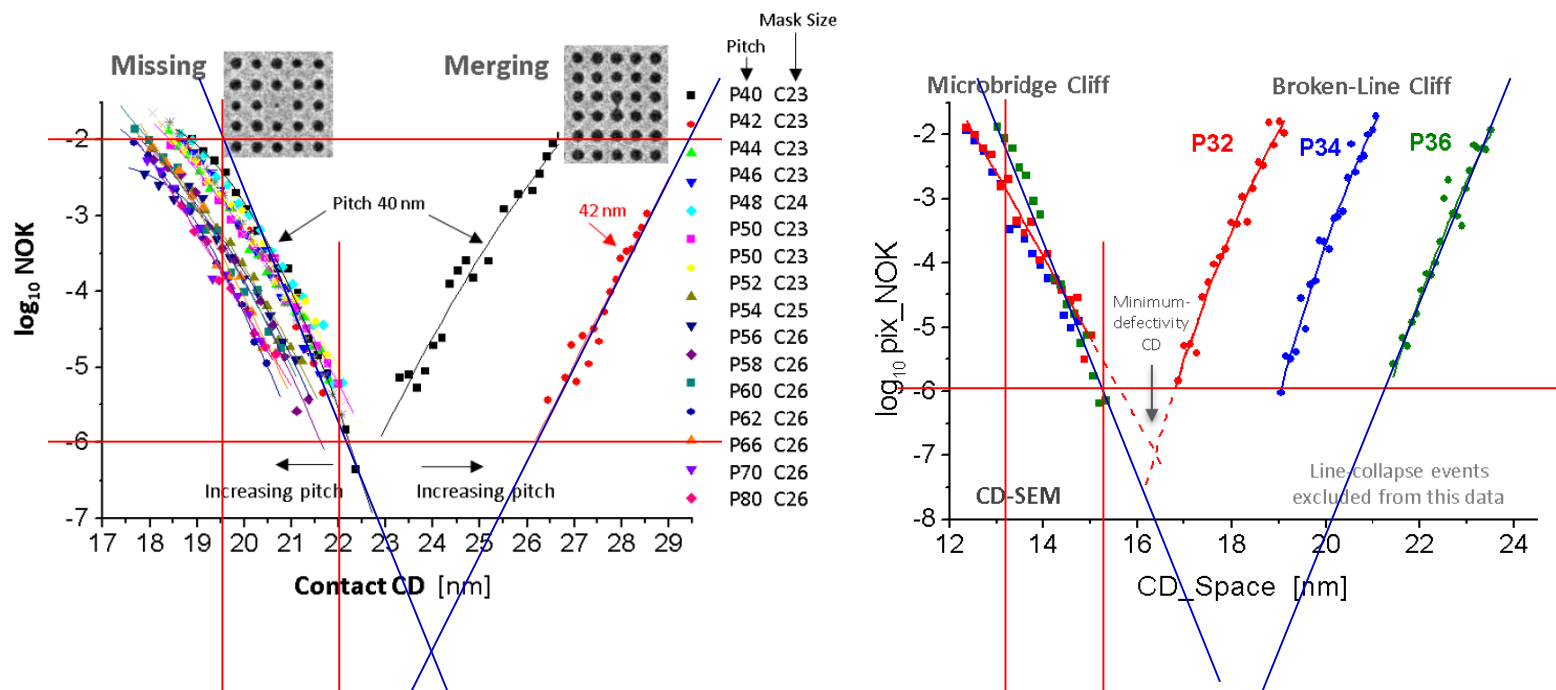 Missing
Merging
Mask Size
Pitch
P40 C23
P42 C23
P44 C23
P46 C23
P48 C24
P50 C23
P50 C23
P52 C23
P54 C25
P56 C26
P58 C26
P60 C26
P62 C26
P66 C26
P70 C26
P80 C26
Pitch 40 nm
42 nm
Increasing pitch
Increasing pitch
log10 NOK
-2
-3
-4
-5
-6
-7
17 18 19 20 21 22 23 24 25 26 27 28 29
Contact CD [nm]
Microbridge Cliff
Broken-Line Cliff
P32
P34
P36
Minimum-
defectivity
CD
CD-SEM
Line-collapse events
excluded from this data
log10 pix_NOK
-2
-3
-4
-5
-6
-7
-8
12 14 16 18 20 22 24
CD_Space [nm]